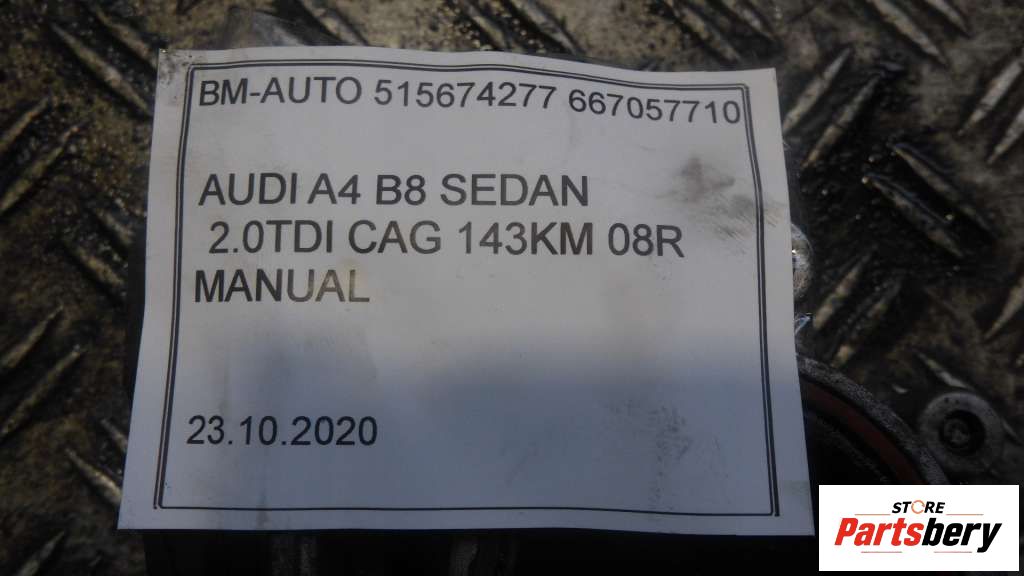 BM-AUTO 515674277 667057710
AUDI A4 B8 SEDAN
2.0TDI CAG 143KM 08R
MANUAL
23.10.2020
STORE
Partsbery